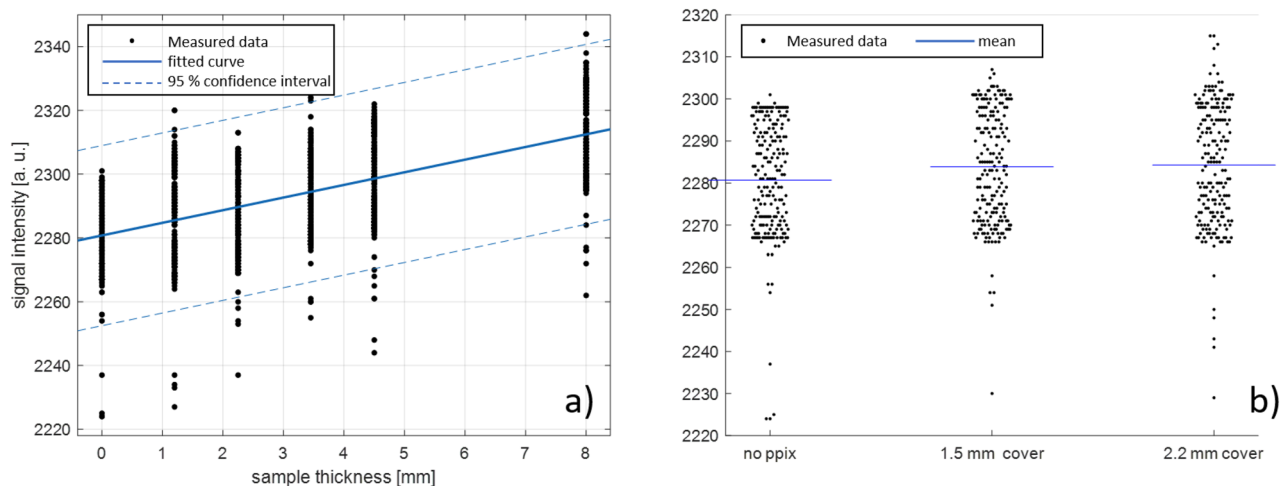 Measured data
fitted curve
95 % confidence interval
2340
2320
2300
2280
2260
2240
2220
signal intensity [a. u.]
0 1 2 3 4 5 6 7 8
sample thickness [mm]
a)
Measured data mean
2320
2310
2300
2290
2280
2270
2260
2250
2240
2230
2220
no ppix 1.5 mm cover 2.2 mm cover
b)